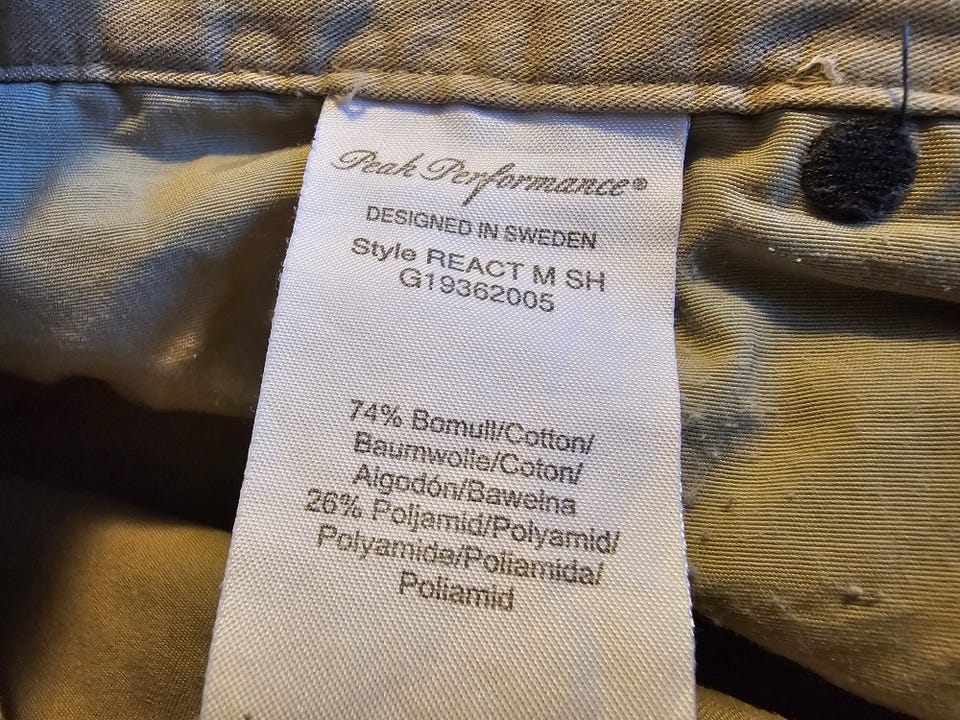 Peak Performance®
DESIGNED IN SWEDEN
Style REACT M SH
G19362005
74% Bomull/Cotton/
Baumwolle/Coton/
Algodón/Bawełna
26% Poljamid/Polyamid/
Polyamide/Poliamida/
Poliamid